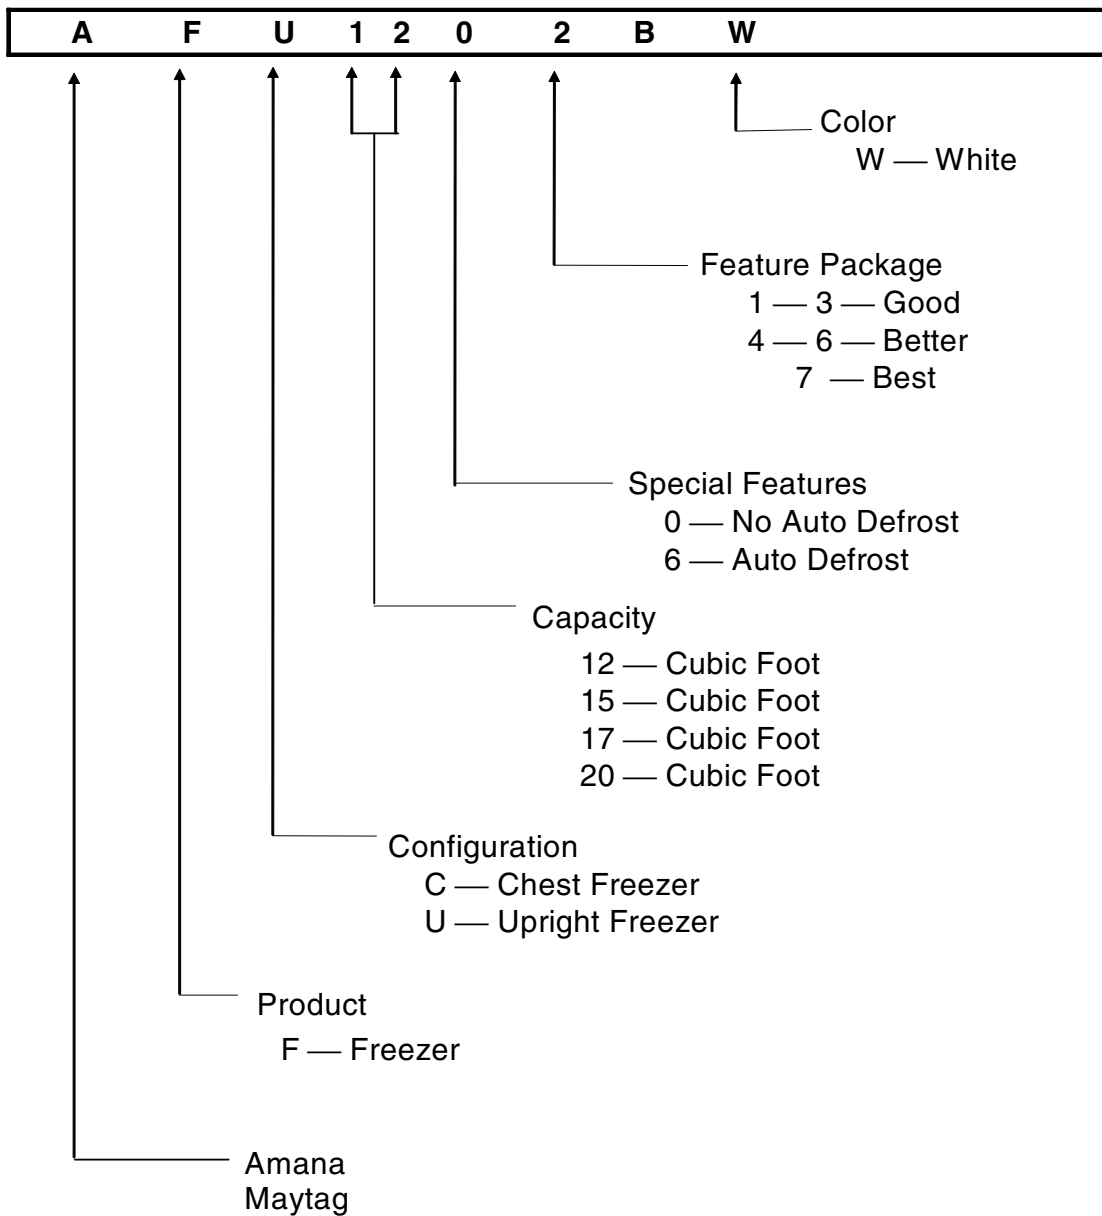 A F U 1 2 0 2 B W
Color
W — White
Feature Package
1 — 3 — Good
4 — 6 — Better
7 — Best
Special Features
0 — No Auto Defrost
6 — Auto Defrost
Capacity
12 — Cubic Foot
15 — Cubic Foot
17 — Cubic Foot
20 — Cubic Foot
Configuration
C — Chest Freezer
U — Upright Freezer
Product
F — Freezer
Amana
Maytag